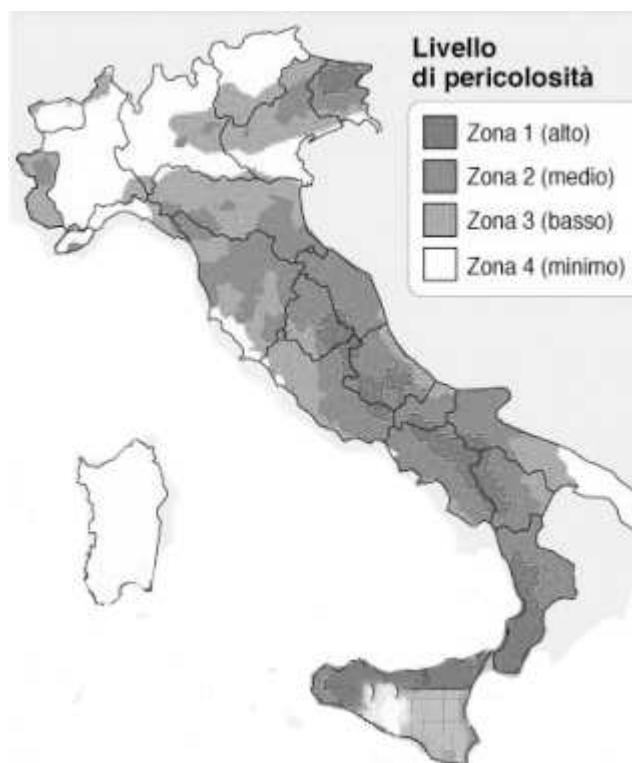 Livello
di pericolosità
Zona 1 (alto)
Zona 2 (medio)
Zona 3 (basso)
Zona 4 (minimo)